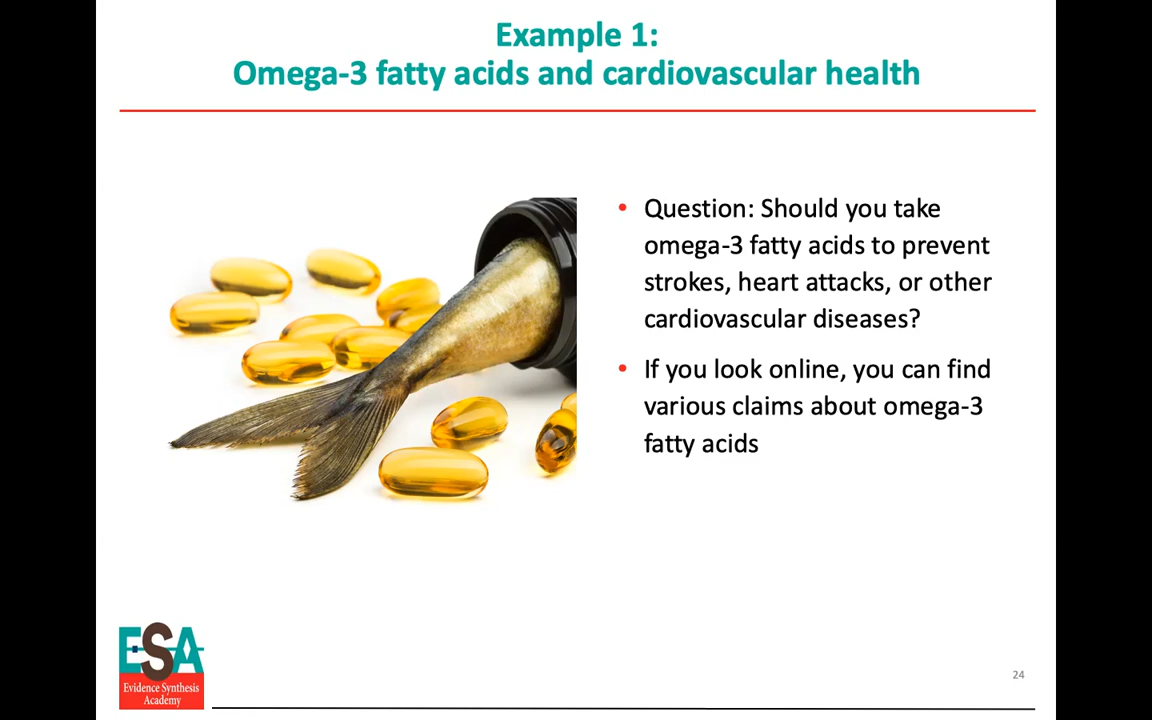 Example 1:
Omega-3 fatty acids and cardiovascular health
• Question: Should you take
omega-3 fatty acids to prevent
strokes, heart attacks, or other
cardiovascular diseases?
• If you look online, you can find
various claims about omega-3
fatty acids
ESA
Evidence Synthesis
Academy
24